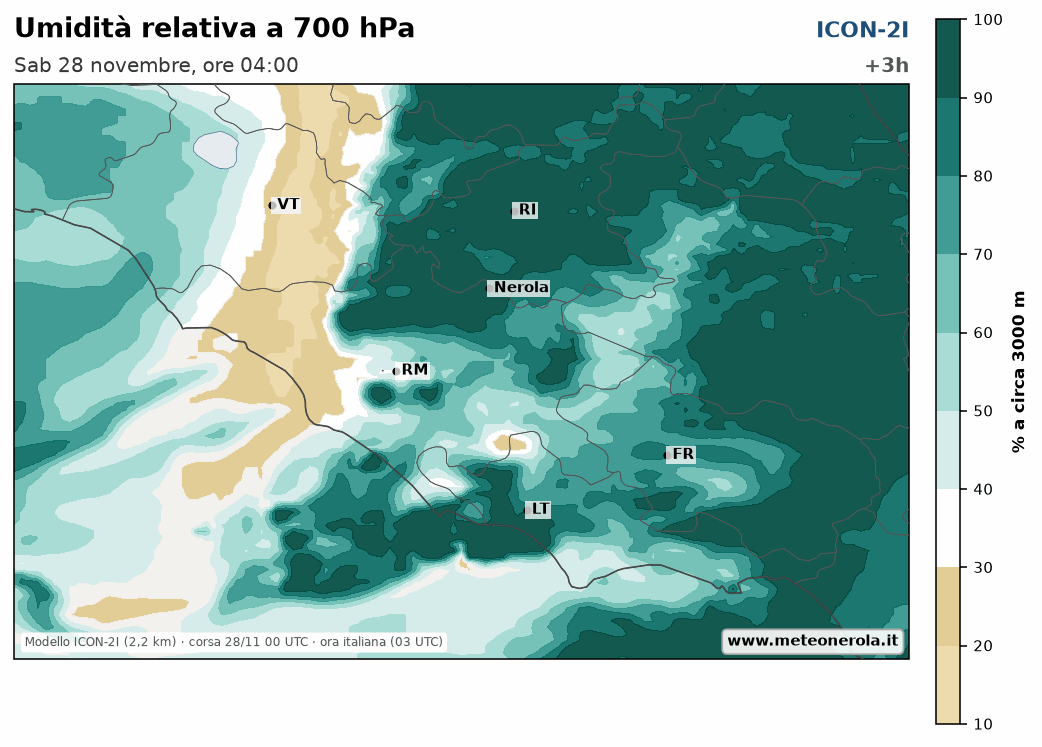 Umidità relativa a 700 hPa
ICON-2I
Sab 28 novembre, ore 04:00
+3h
100
90
80
70
60
50
40
30
20
10
% a circa 3000 m
VT
RI
Nerola
RM
FR
LT
Modello ICON-2I (2,2 km) · corsa 28/11 00 UTC · ora italiana (03 UTC)
www.meteonerola.it